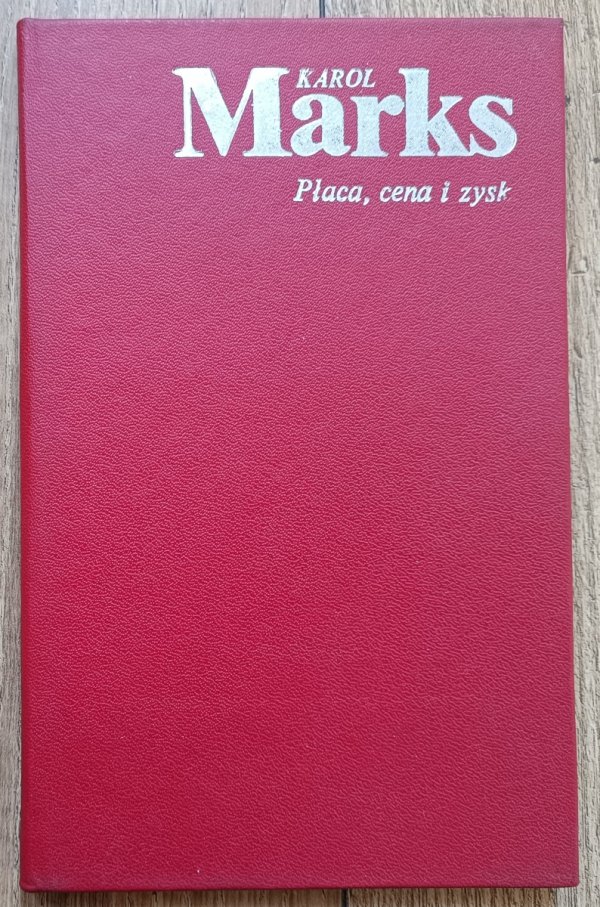 KAROL
Marks
Płaca, cena i zysk